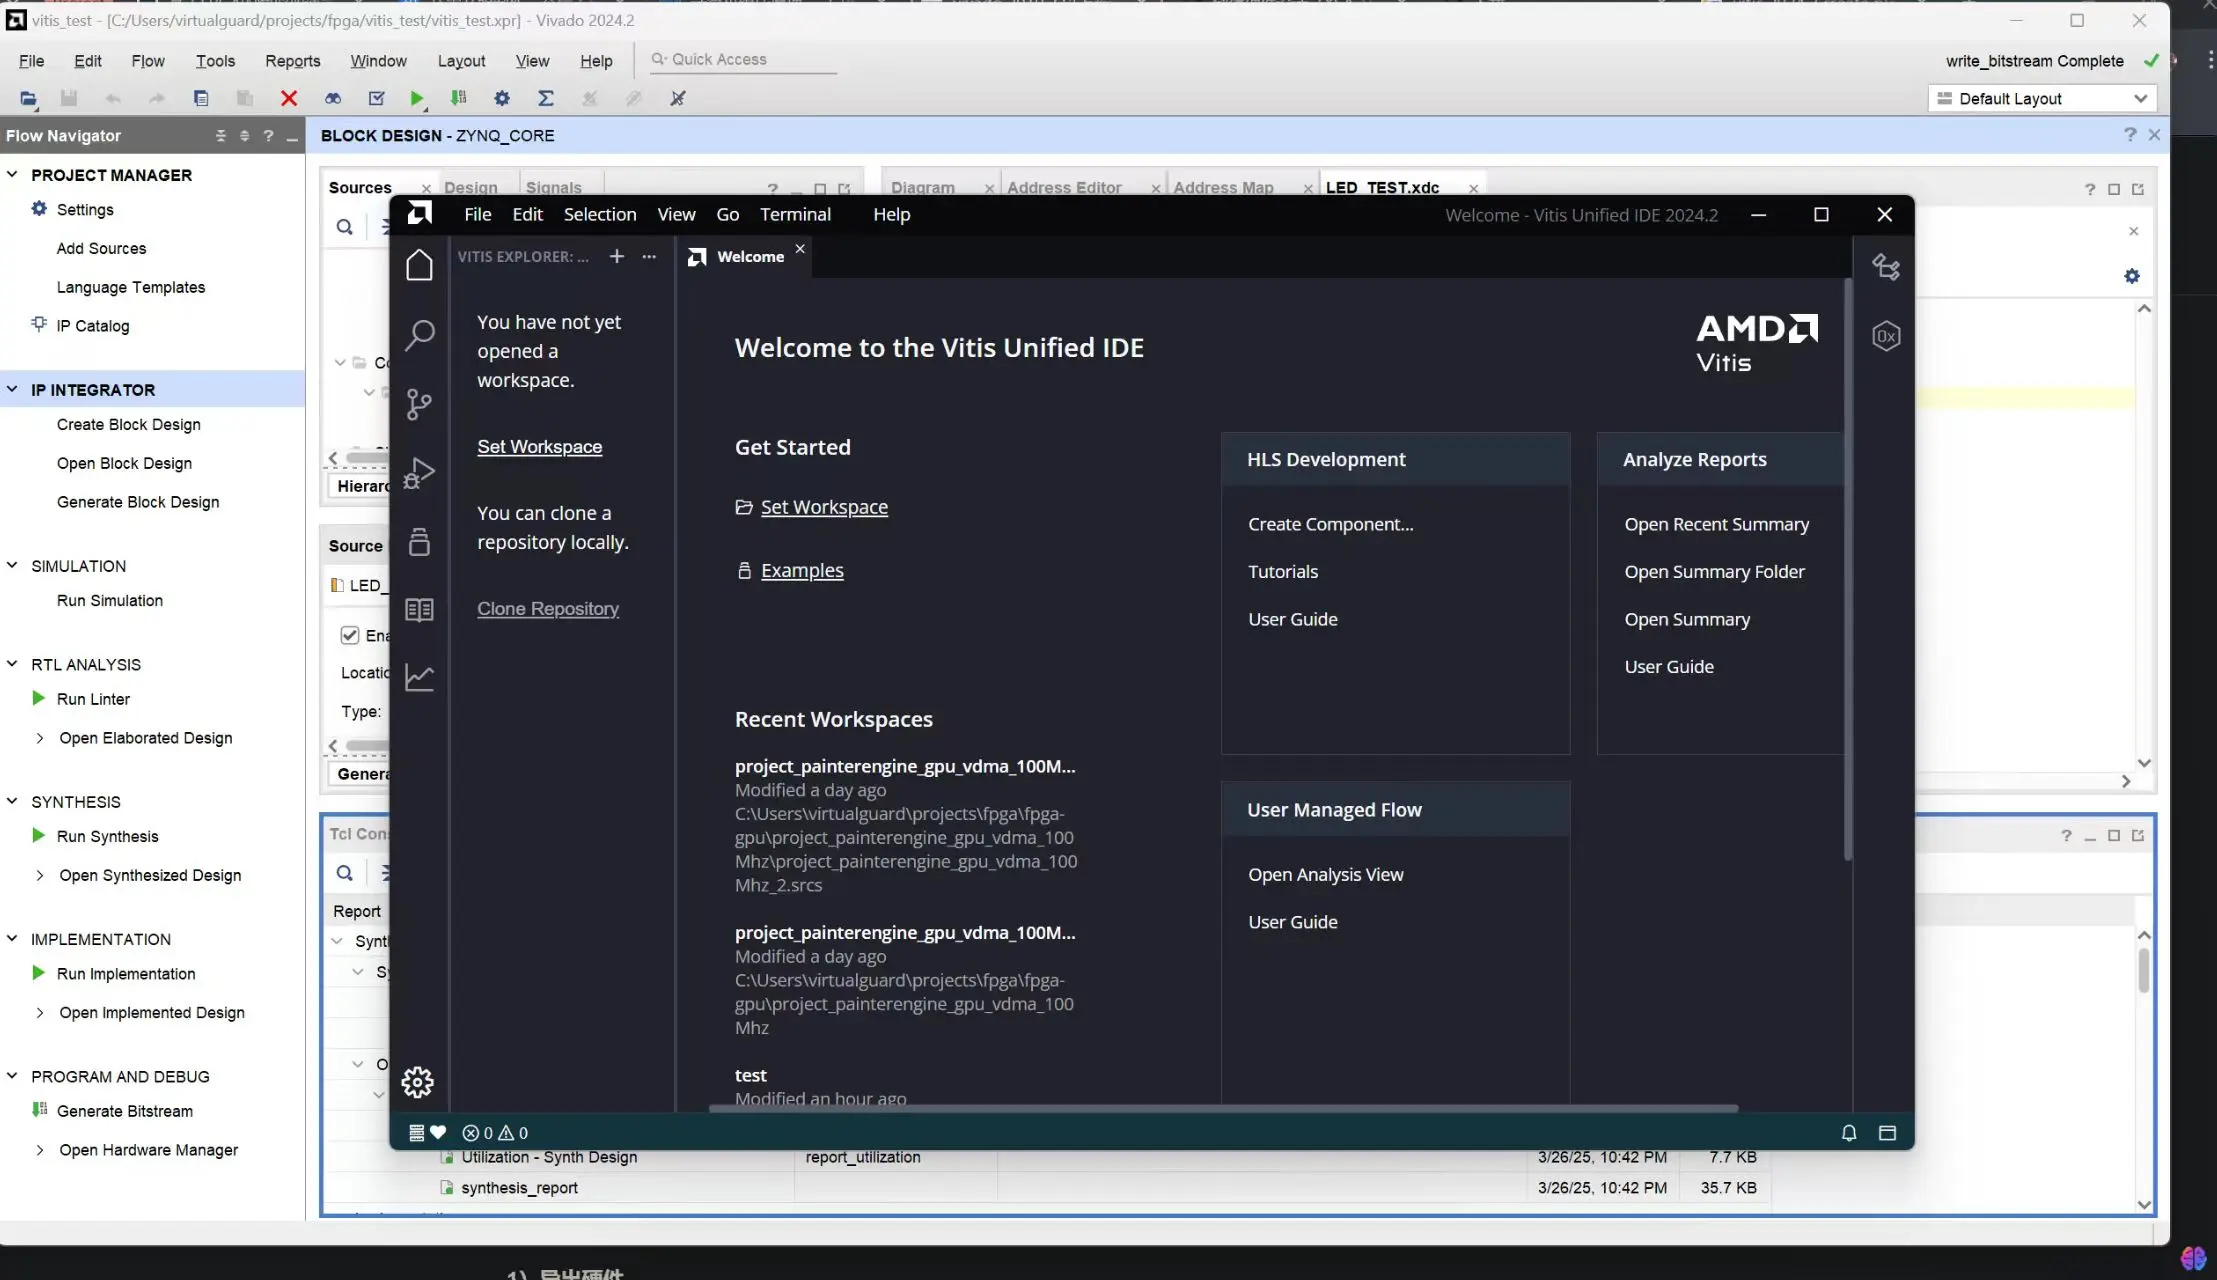 vitis_test - [C:/Users/virtualguard/projects/fpga/vitis_test/vitis_test.xpr] - Vivado 2024.2
File Edit Flow Tools Reports Window Layout View Help Quick Access
write_bitstream Complete
Default Layout
Flow Navigator
BLOCK DESIGN - ZYNQ_CORE
PROJECT MANAGER
Settings
Add Sources
Language Templates
IP Catalog
IP INTEGRATOR
Create Block Design
Open Block Design
Generate Block Design
SIMULATION
Run Simulation
RTL ANALYSIS
Run Linter
Open Elaborated Design
SYNTHESIS
Run Synthesis
Open Synthesized Design
IMPLEMENTATION
Run Implementation
Open Implemented Design
PROGRAM AND DEBUG
Generate Bitstream
Open Hardware Manager
Sources Design Signals
Diagram Address Editor Address Map LED_TEST.xdc
Co
Hierarc
Source
LED_
Ena
Locatio
Type:
Genera
Tcl Cons
Report
Synth
Sy
O
Utilization - Synth Design report_utilization 3/26/25, 10:42 PM 7.7 KB
synthesis_report 3/26/25, 10:42 PM 35.7 KB
File Edit Selection View Go Terminal Help
Welcome - Vitis Unified IDE 2024.2
VITIS EXPLORER: ...
Welcome
You have not yet
opened a
workspace.
Set Workspace
You can clone a
repository locally.
Clone Repository
Welcome to the Vitis Unified IDE
AMD
Vitis
Get Started
Set Workspace
Examples
Recent Workspaces
project_painterengine_gpu_vdma_100M...
Modified a day ago
C:\Users\virtualguard\projects\fpga\fpga-
gpu\project_painterengine_gpu_vdma_100
Mhz\project_painterengine_gpu_vdma_100
Mhz_2.srcs
project_painterengine_gpu_vdma_100M...
Modified a day ago
C:\Users\virtualguard\projects\fpga\fpga-
gpu\project_painterengine_gpu_vdma_100
Mhz
test
Modified an hour ago
HLS Development
Create Component...
Tutorials
User Guide
Analyze Reports
Open Recent Summary
Open Summary Folder
Open Summary
User Guide
User Managed Flow
Open Analysis View
User Guide
0x
0 0
1) 导出硬件